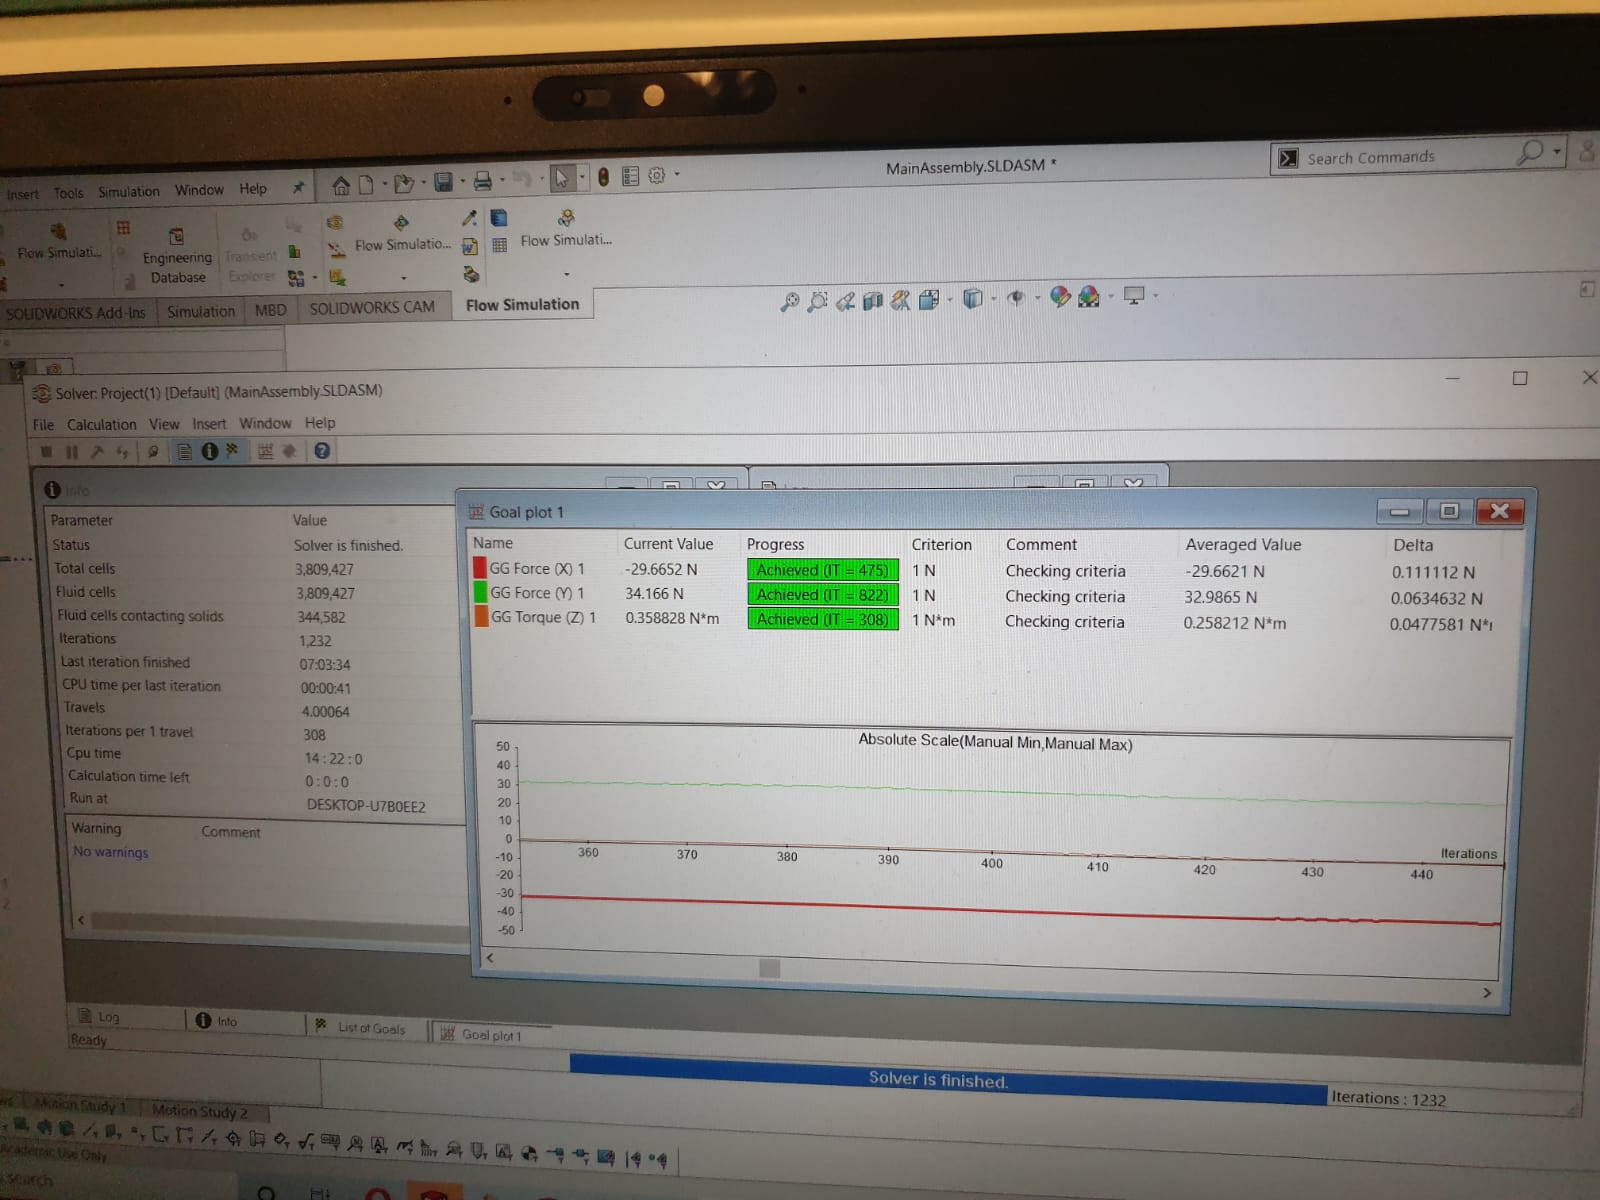 MainAssembly.SLDASM *
Search Commands
Insert Tools Simulation Window Help
Flow Simulati...
Engineering
Database
Transient
Explorer
Flow Simulatio...
Flow Simulati...
SOLIDWORKS Add-Ins Simulation MBD SOLIDWORKS CAM Flow Simulation
Solver: Project(1) [Default] (MainAssembly.SLDASM)
File Calculation View Insert Window Help
Info
Parameter Value
Status Solver is finished.
Total cells 3,809,427
Fluid cells 3,809,427
Fluid cells contacting solids 344,582
Iterations 1,232
Last iteration finished 07:03:34
CPU time per last iteration 00:00:41
Travels 4.00064
Iterations per 1 travel 308
Cpu time 14 : 22 : 0
Calculation time left 0 : 0 : 0
Run at DESKTOP-U7B0EE2
Warning Comment
No warnings
Goal plot 1
Name Current Value Progress Criterion Comment Averaged Value Delta
GG Force (X) 1 -29.6652 N Achieved (IT = 475) 1 N Checking criteria -29.6621 N 0.111112 N
GG Force (Y) 1 34.166 N Achieved (IT = 822) 1 N Checking criteria 32.9865 N 0.0634632 N
GG Torque (Z) 1 0.358828 N*m Achieved (IT = 308) 1 N*m Checking criteria 0.258212 N*m 0.0477581 N*
Absolute Scale(Manual Min,Manual Max)
50
40
30
20
10
0
-10
-20
-30
-40
-50
360 370 380 390 400 410 420 430 440
Iterations
Log Info List of Goals Goal plot 1
Ready
Solver is finished.
Iterations : 1232
Motion Study 1 Motion Study 2
Academic Use Only
search